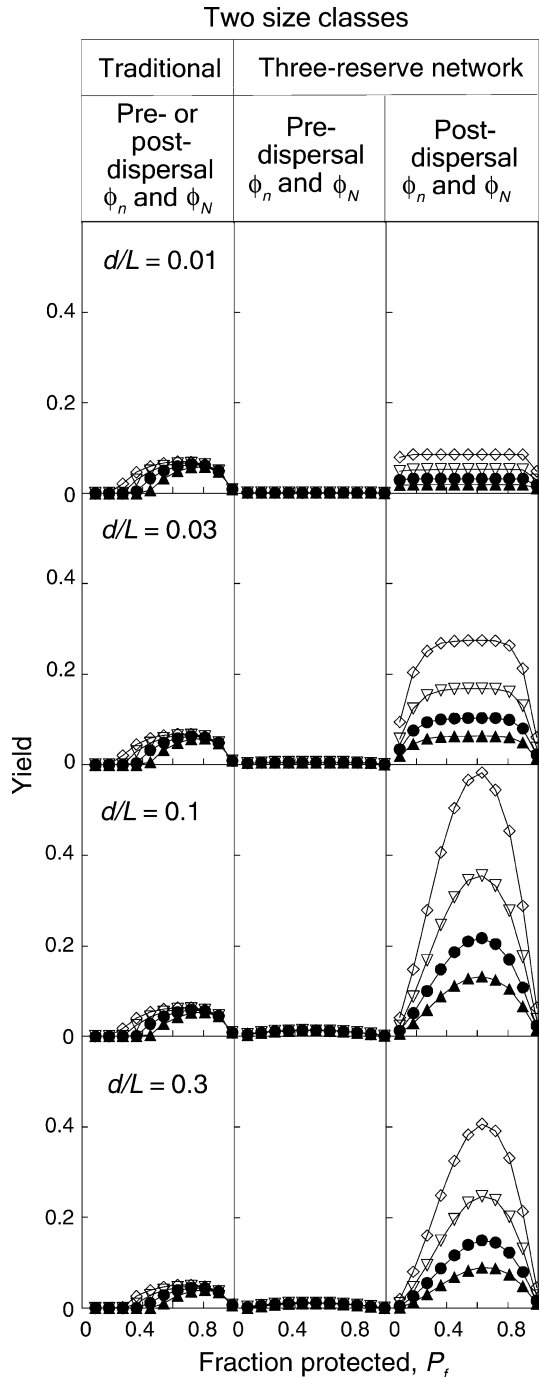 Two size classes
Traditional
Three-reserve network
Pre- or
post-
dispersal
ϕn and ϕN
Pre-
dispersal
ϕn and ϕN
Post-
dispersal
ϕn and ϕN
d/L = 0.01
0.4
0.2
0
d/L = 0.03
0.4
0.2
0
d/L = 0.1
0.4
0.2
0
d/L = 0.3
0.4
0.2
0
Yield
0 0.4 0.8 0 0.4 0.8 0 0.4 0.8
Fraction protected, Pf